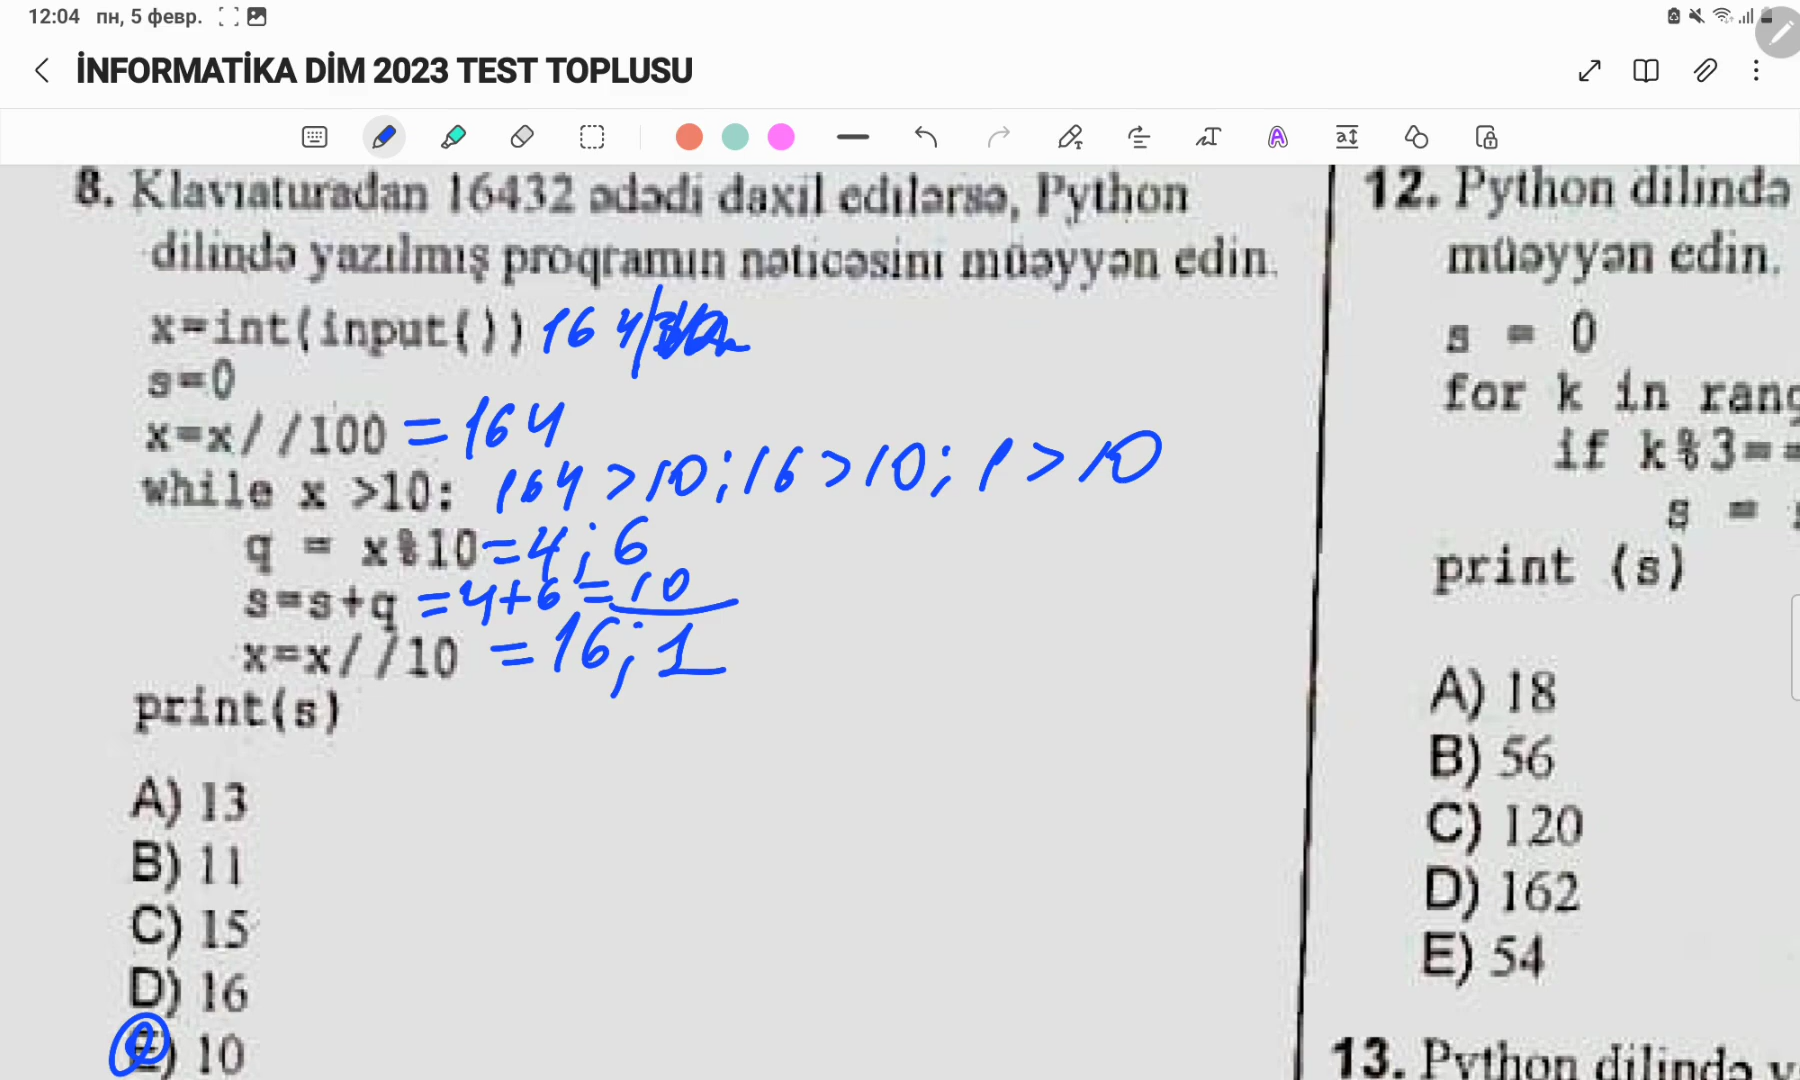 12:04 пн, 5 февр.
İNFORMATİKA DİM 2023 TEST TOPLUSU
8. Klaviaturadan 16432 ədədi daxil edilərsə, Python
dilində yazılmış proqramın nəticəsini müəyyən edin.
x=int(input()) 164
s=0
x=x//100 = 164
while x >10: 164 > 10; 16 > 10; 1 > 10
q = x%10 = 4; 6
s=s+q = 4+6 = 10
x=x//10 = 16; 1
print(s)
A) 13
B) 11
C) 15
D) 16
E) 10
12. Python dilində
müəyyən edin.
s = 0
for k in rang
if k%3==
s =
print (s)
A) 18
B) 56
C) 120
D) 162
E) 54
13. Python dilində